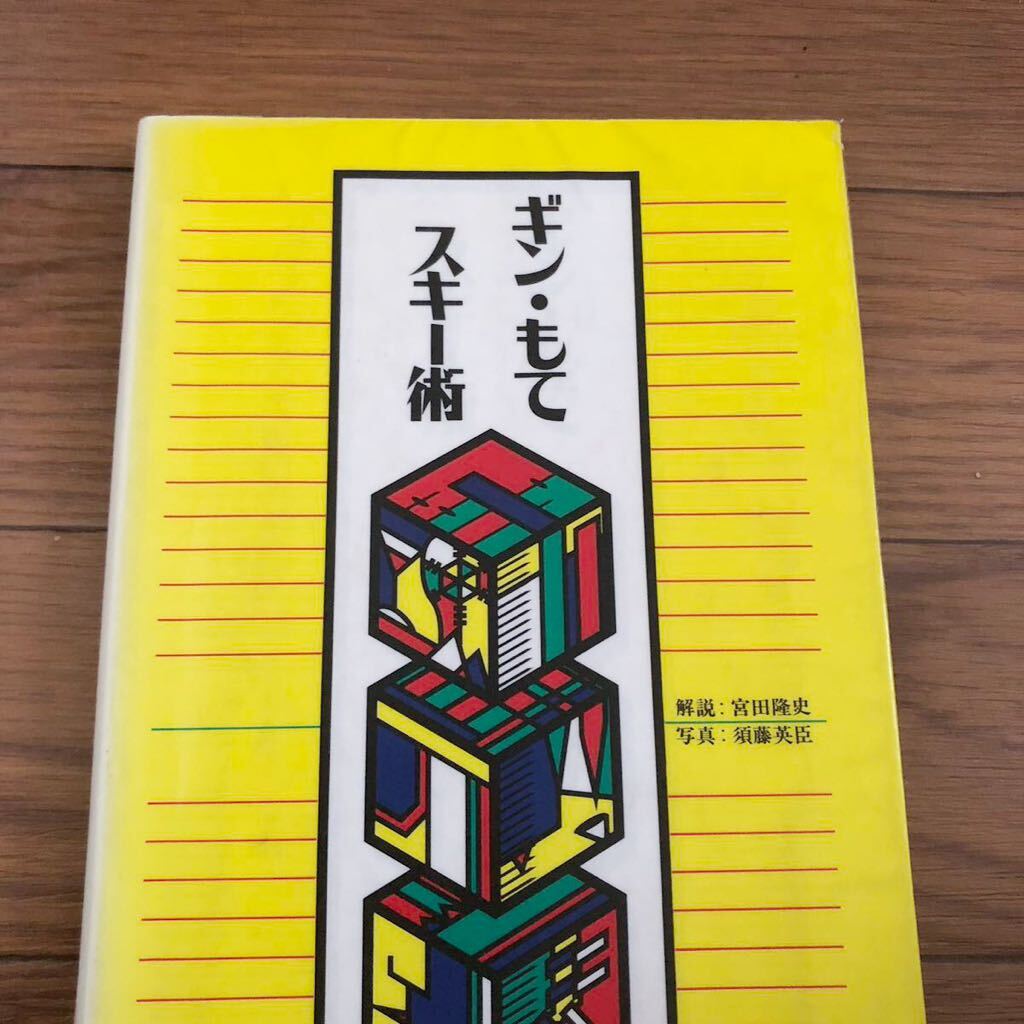 ギン・もて
スキー術
解説:宮田隆史
写真:須藤英臣